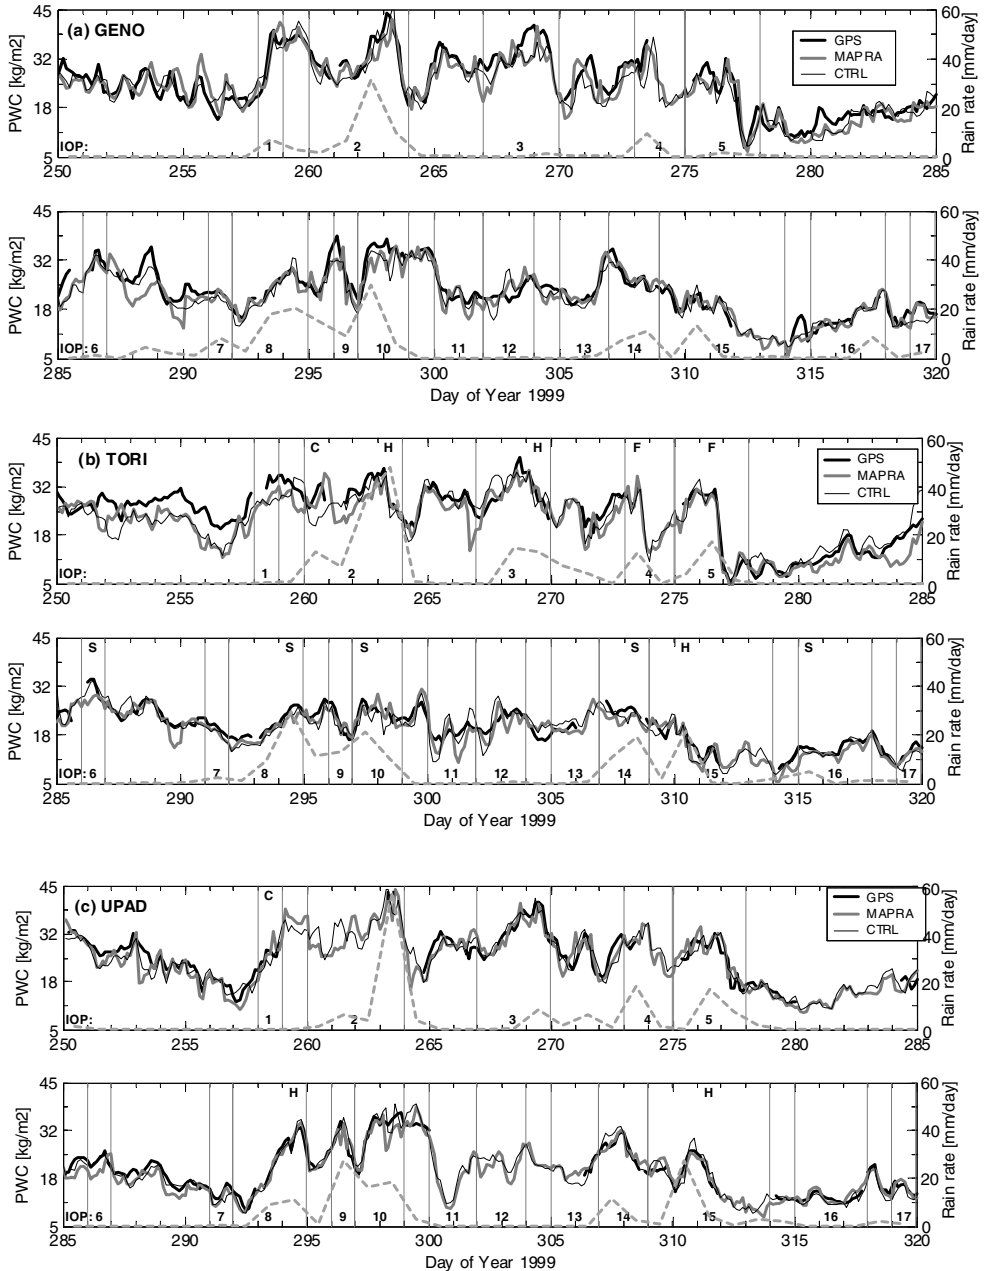 (a) GENO
PWC [kg/m2]
45
32
18
5
60
40
20
0
Rain rate [mm/day]
GPS
MAPRA
CTRL
IOP: 1 2 3 4 5
250 255 260 265 270 275 280 285
PWC [kg/m2]
45
32
18
5
60
40
20
0
Rain rate [mm/day]
IOP: 6 7 8 9 10 11 12 13 14 15 16 17
285 290 295 300 305 310 315 320
Day of Year 1999
(b) TORI
C H H F F
PWC [kg/m2]
45
32
18
5
60
40
20
0
Rain rate [mm/day]
GPS
MAPRA
CTRL
IOP: 1 2 3 4 5
250 255 260 265 270 275 280 285
S S S S H S
PWC [kg/m2]
45
32
18
5
60
40
20
0
Rain rate [mm/day]
IOP: 6 7 8 9 10 11 12 13 14 15 16 17
285 290 295 300 305 310 315 320
Day of Year 1999
(c) UPAD
C
PWC [kg/m2]
45
32
18
5
60
40
20
0
Rain rate [mm/day]
GPS
MAPRA
CTRL
IOP: 1 2 3 4 5
250 255 260 265 270 275 280 285
H H
PWC [kg/m2]
45
32
18
5
60
40
20
0
Rain rate [mm/day]
IOP: 6 7 8 9 10 11 12 13 14 15 16 17
285 290 295 300 305 310 315 320
Day of Year 1999